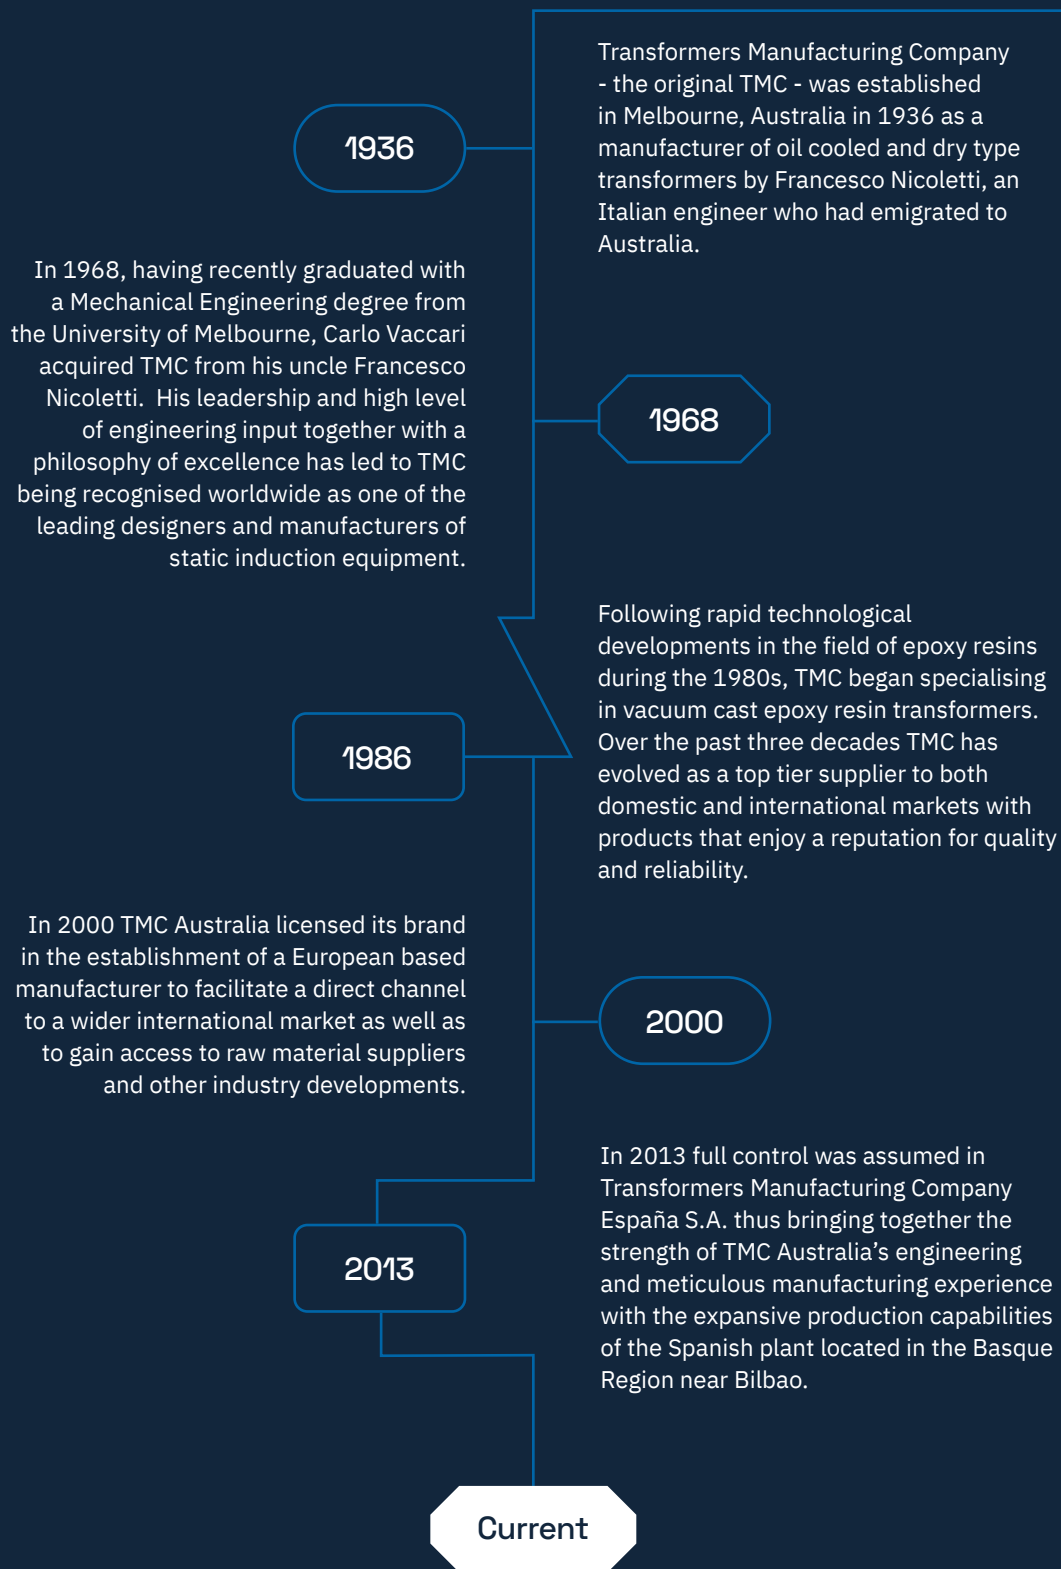 Transformers Manufacturing Company
- the original TMC - was established
in Melbourne, Australia in 1936 as a
manufacturer of oil cooled and dry type
transformers by Francesco Nicoletti, an
Italian engineer who had emigrated to
Australia.
1936
In 1968, having recently graduated with
a Mechanical Engineering degree from
the University of Melbourne, Carlo Vaccari
acquired TMC from his uncle Francesco
Nicoletti.  His leadership and high level
of engineering input together with a
philosophy of excellence has led to TMC
being recognised worldwide as one of the
leading designers and manufacturers of
static induction equipment.
1968
Following rapid technological
developments in the field of epoxy resins
during the 1980s, TMC began specialising
in vacuum cast epoxy resin transformers.
Over the past three decades TMC has
evolved as a top tier supplier to both
domestic and international markets with
products that enjoy a reputation for quality
and reliability.
1986
In 2000 TMC Australia licensed its brand
in the establishment of a European based
manufacturer to facilitate a direct channel
to a wider international market as well as
to gain access to raw material suppliers
and other industry developments.
2000
In 2013 full control was assumed in
Transformers Manufacturing Company
España S.A. thus bringing together the
strength of TMC Australia’s engineering
and meticulous manufacturing experience
with the expansive production capabilities
of the Spanish plant located in the Basque
Region near Bilbao.
2013
Current